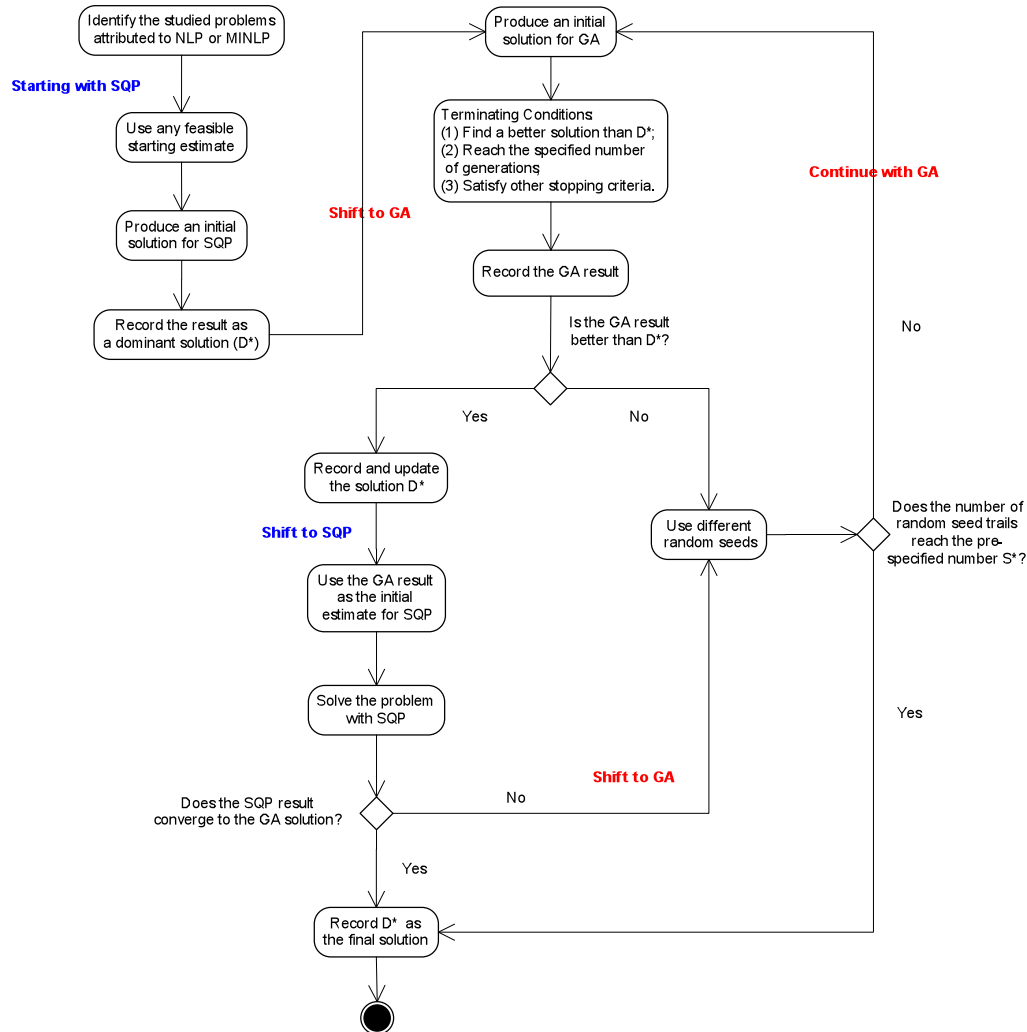 Identify the studied problems
attributed to NLP or MINLP
Starting with SQP
Use any feasible
starting estimate
Produce an initial
solution for SQP
Record the result as
a dominant solution (D*)
Shift to GA
Produce an initial
solution for GA
Terminating Conditions:
(1) Find a better solution than D*;
(2) Reach the specified number
of generations;
(3) Satisfy other stopping criteria.
Continue with GA
Record the GA result
Is the GA result
better than D*?
No
Yes
No
Record and update
the solution D*
Shift to SQP
Use different
random seeds
Does the number of
random seed trails
reach the pre-
specified number S*?
Use the GA result
as the initial
estimate for SQP
Solve the problem
with SQP
Yes
Shift to GA
Does the SQP result
converge to the GA solution?
No
Yes
Record D* as
the final solution